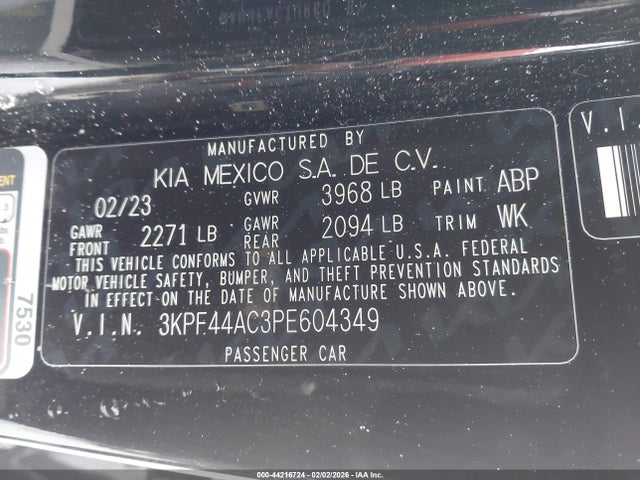 MANUFACTURED BY
KIA MEXICO S.A. DE C.V.
02/23 GVWR 3968 LB PAINT ABP
GAWR FRONT 2271 LB GAWR REAR 2094 LB TRIM WK
THIS VEHICLE CONFORMS TO ALL APPLICABLE U.S.A. FEDERAL
MOTOR VEHICLE SAFETY, BUMPER, AND THEFT PREVENTION STANDARDS
IN EFFECT ON THE DATE OF MANUFACTURE SHOWN ABOVE.
V.I.N. 3KPF44AC3PE604349
PASSENGER CAR
7530
V.I
000-44216724 - 02/02/2026 - IAA Inc.